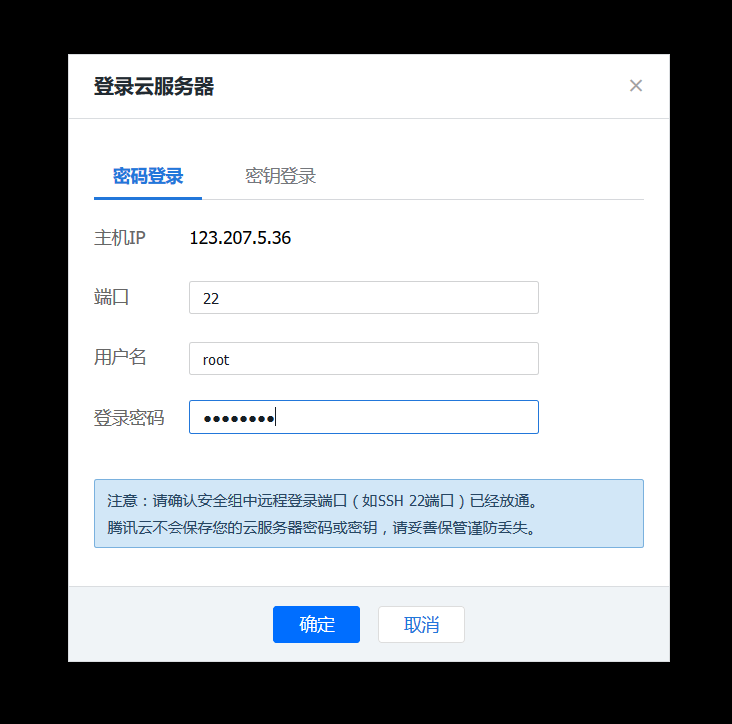 登录云服务器
密码登录 密钥登录
主机IP 123.207.5.36
端口 22
用户名 root
登录密码 ●●●●●●●●
注意：请确认安全组中远程登录端口（如SSH 22端口）已经放通。
腾讯云不会保存您的云服务器密码或密钥，请妥善保管谨防丢失。
确定 取消